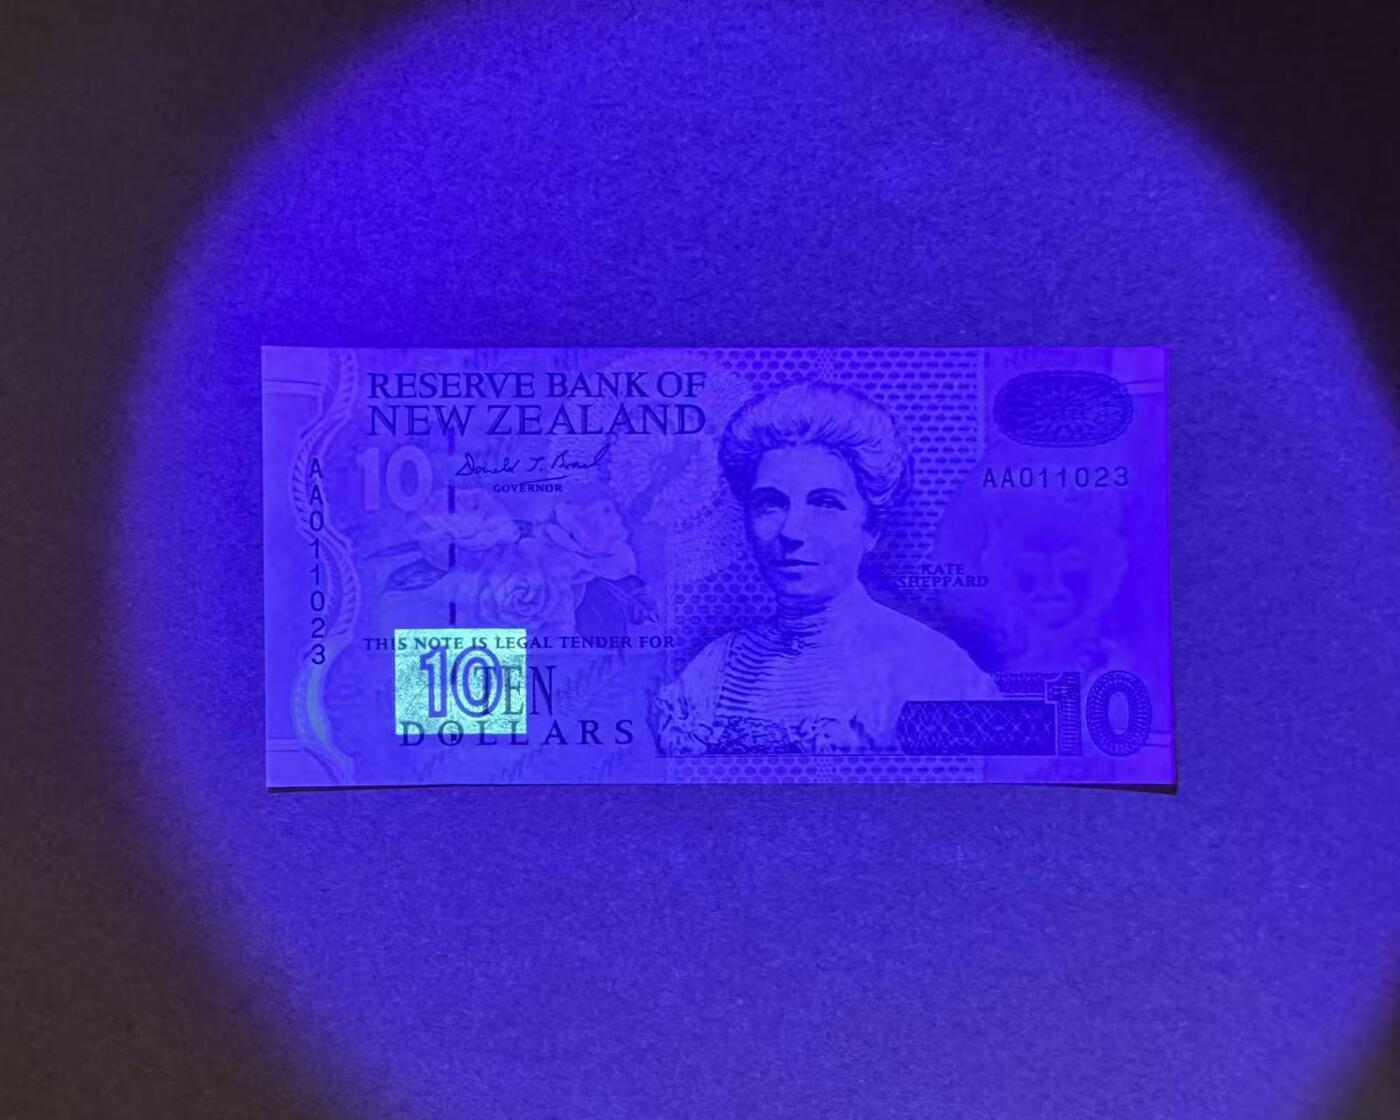 RESERVE BANK OF
NEW ZEALAND
10
Donald T. Brash
GOVERNOR
AA011023
AA011023
KATE
SHEPPARD
THIS NOTE IS LEGAL TENDER FOR
10
TEN
DOLLARS
10